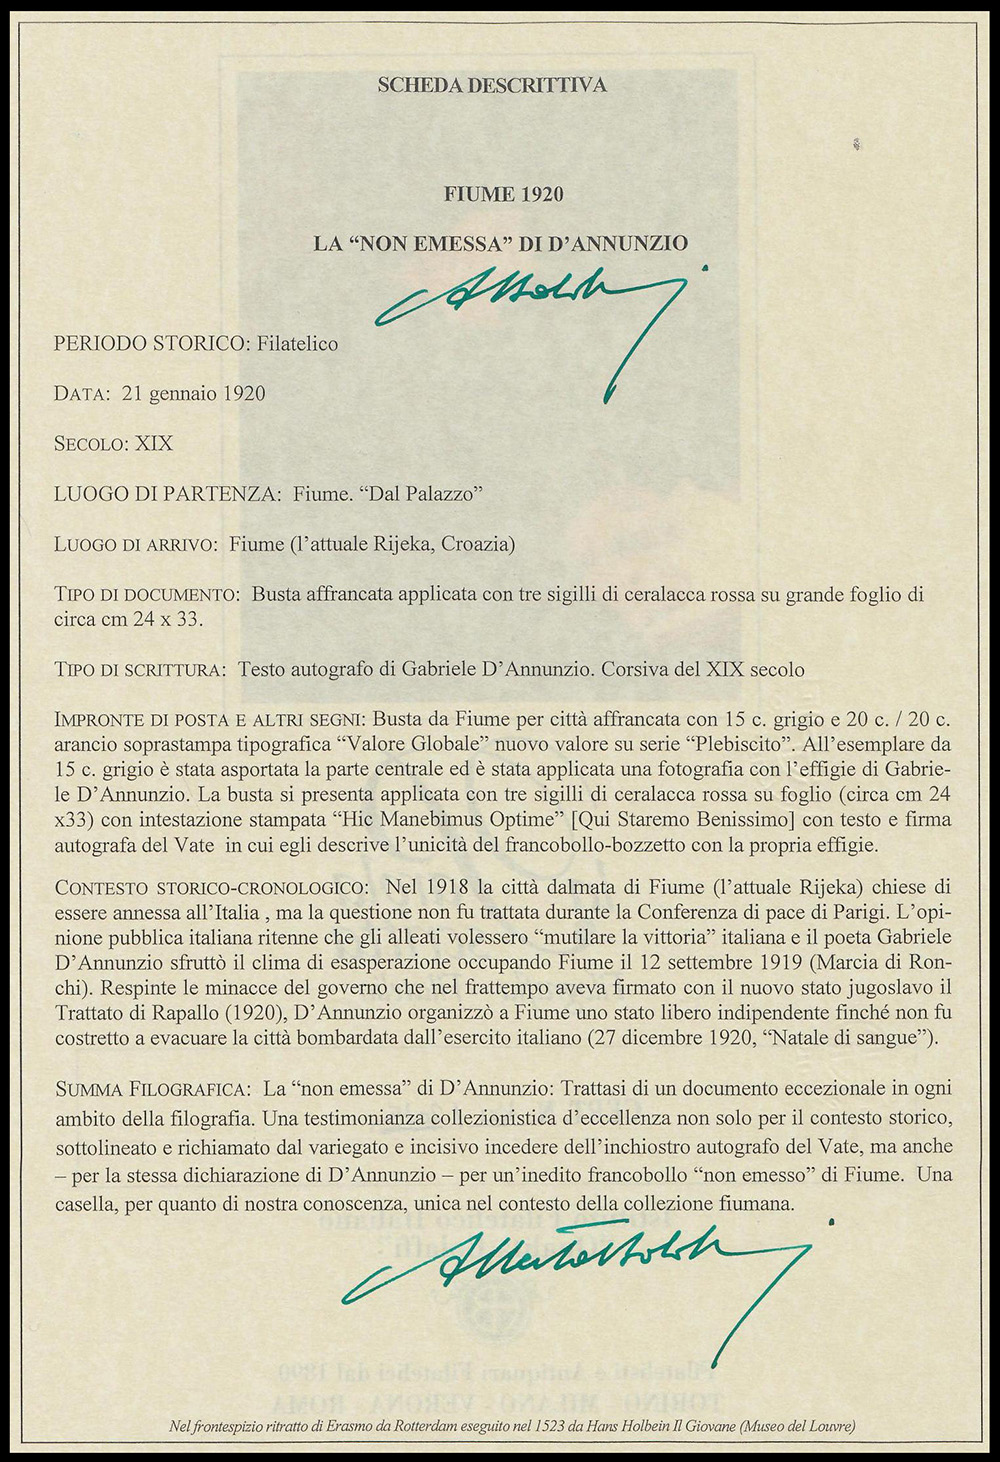 SCHEDA DESCRITTIVA
FIUME 1920
LA “NON EMESSA” DI D’ANNUNZIO
PERIODO STORICO: Filatelico
DATA: 21 gennaio 1920
SECOLO: XIX
LUOGO DI PARTENZA: Fiume. “Dal Palazzo”
LUOGO DI ARRIVO: Fiume (l’attuale Rijeka, Croazia)
TIPO DI DOCUMENTO: Busta affrancata applicata con tre sigilli di ceralacca rossa su grande foglio di
circa cm 24 x 33.
TIPO DI SCRITTURA: Testo autografo di Gabriele D’Annunzio. Corsiva del XIX secolo
IMPRONTE DI POSTA E ALTRI SEGNI: Busta da Fiume per città affrancata con 15 c. grigio e 20 c. / 20 c.
arancio soprastampa tipografica “Valore Globale” nuovo valore su serie “Plebiscito”. All’esemplare da
15 c. grigio è stata asportata la parte centrale ed è stata applicata una fotografia con l’effigie di Gabrie-
le D’Annunzio. La busta si presenta applicata con tre sigilli di ceralacca rossa su foglio (circa cm 24
x33) con intestazione stampata “Hic Manebimus Optime” [Qui Staremo Benissimo] con testo e firma
autografa del Vate in cui egli descrive l’unicità del francobollo-bozzetto con la propria effigie.
CONTESTO STORICO-CRONOLOGICO: Nel 1918 la città dalmata di Fiume (l’attuale Rijeka) chiese di
essere annessa all’Italia , ma la questione non fu trattata durante la Conferenza di pace di Parigi. L’opi-
nione pubblica italiana ritenne che gli alleati volessero “mutilare la vittoria” italiana e il poeta Gabriele
D’Annunzio sfruttò il clima di esasperazione occupando Fiume il 12 settembre 1919 (Marcia di Ron-
chi). Respinte le minacce del governo che nel frattempo aveva firmato con il nuovo stato jugoslavo il
Trattato di Rapallo (1920), D’Annunzio organizzò a Fiume uno stato libero indipendente finché non fu
costretto a evacuare la città bombardata dall’esercito italiano (27 dicembre 1920, “Natale di sangue”).
SUMMA FILOGRAFICA: La “non emessa” di D’Annunzio: Trattasi di un documento eccezionale in ogni
ambito della filografia. Una testimonianza collezionistica d’eccellenza non solo per il contesto storico,
sottolineato e richiamato dal variegato e incisivo incedere dell’inchiostro autografo del Vate, ma anche
– per la stessa dichiarazione di D’Annunzio – per un’inedito francobollo “non emesso” di Fiume. Una
casella, per quanto di nostra conoscenza, unica nel contesto della collezione fiumana.
Nel frontespizio ritratto di Erasmo da Rotterdam eseguito nel 1523 da Hans Holbein Il Giovane (Museo del Louvre)